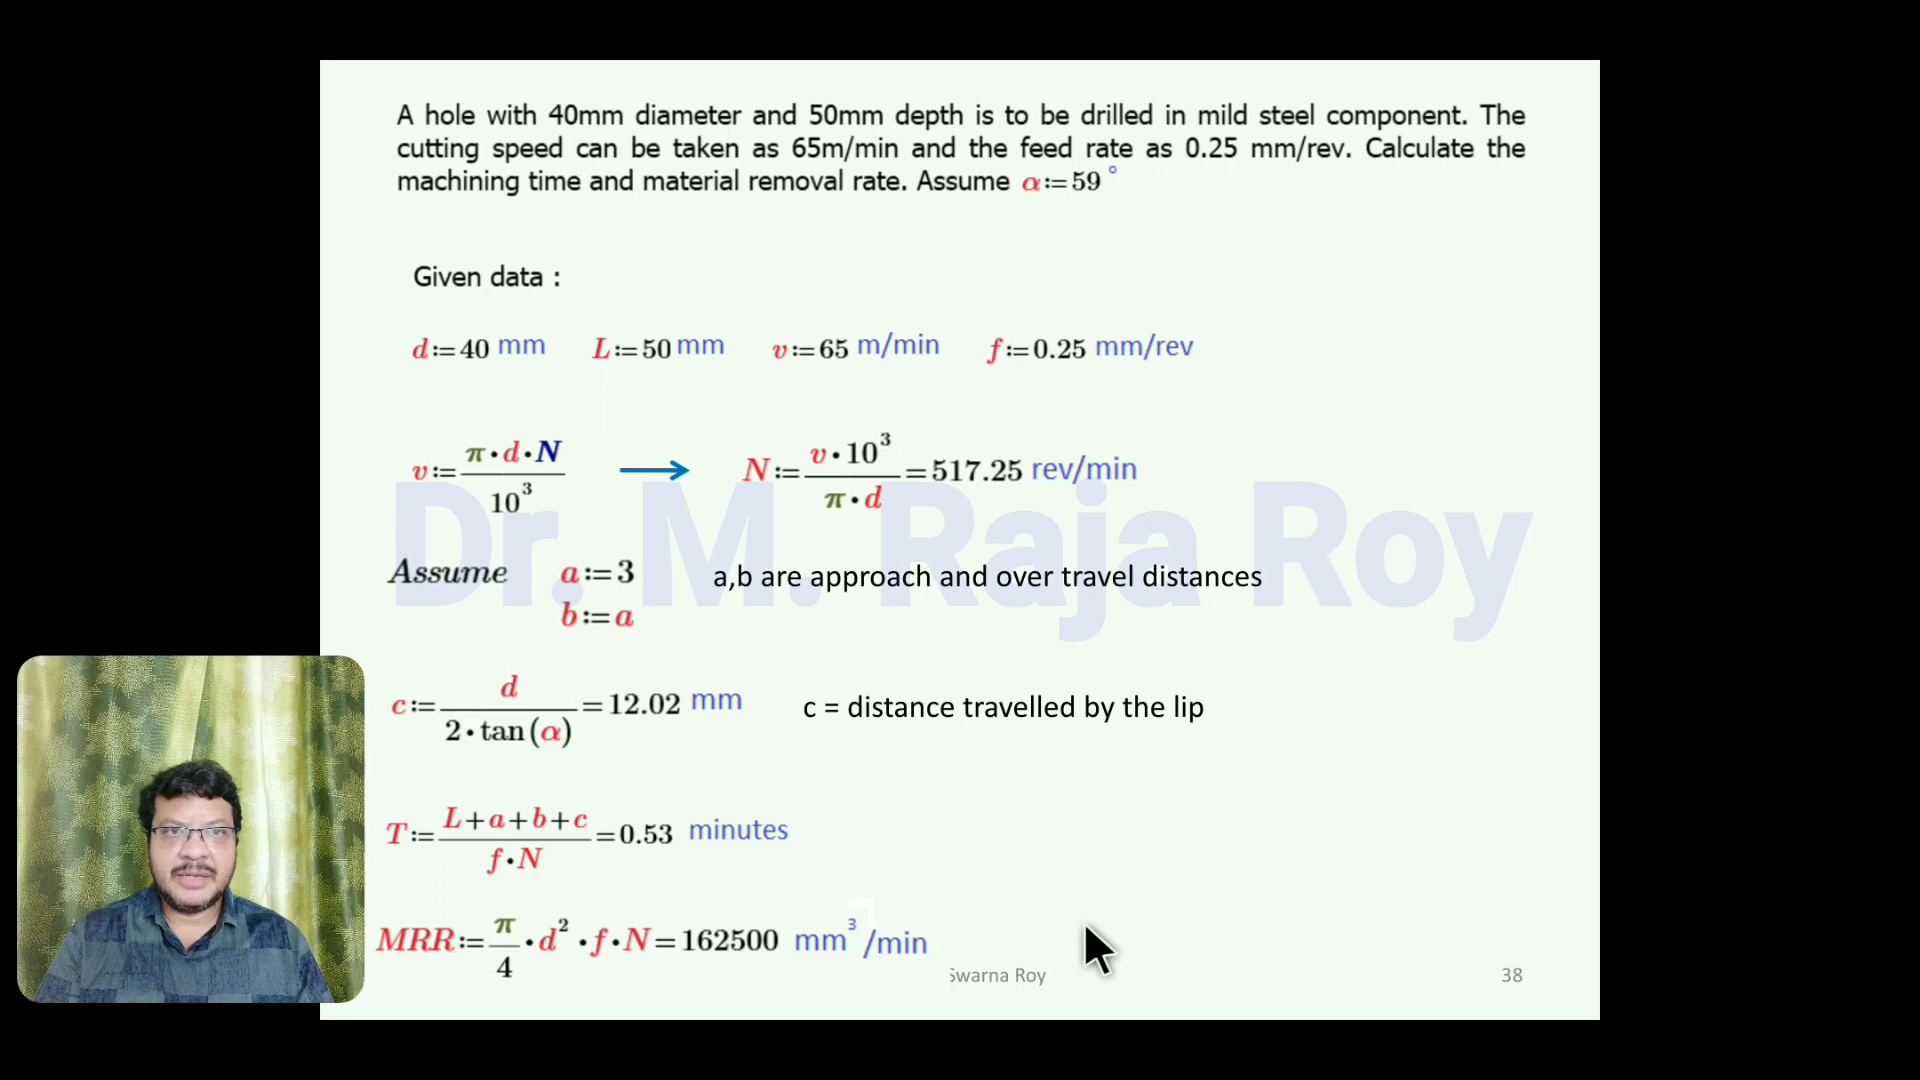 A hole with 40mm diameter and 50mm depth is to be drilled in mild steel component. The
cutting speed can be taken as 65m/min and the feed rate as 0.25 mm/rev. Calculate the
machining time and material removal rate. Assume α:=59 °
Given data :
d:=40 mm L:=50 mm v:=65 m/min f:=0.25 mm/rev
v:= π·d·N / 10³ → N:= v·10³ / π·d =517.25 rev/min
Dr. M. Raja Roy
Assume a:=3 a,b are approach and over travel distances
b:=a
c:= d / 2·tan(α) =12.02 mm c = distance travelled by the lip
T:= L+a+b+c / f·N =0.53 minutes
MRR:= π/4 ·d² ·f·N=162500 mm³/min
Swarna Roy 38